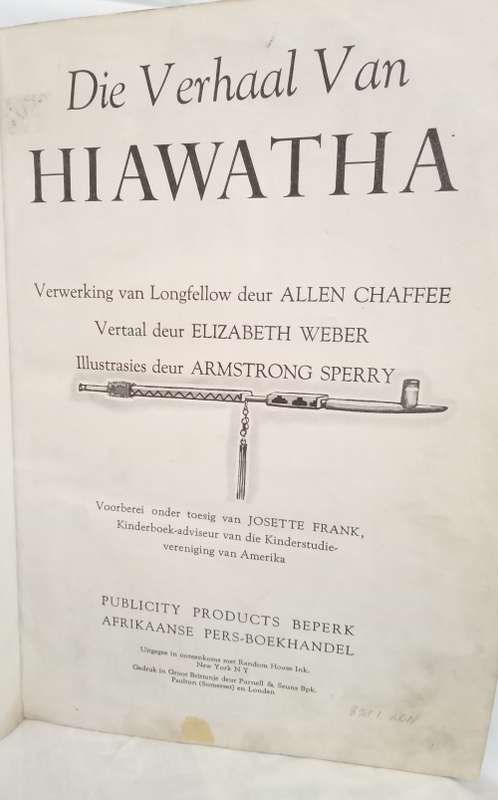 Die Verhaal Van
HIAWATHA
Verwerking van Longfellow deur ALLEN CHAFFEE
Vertaal deur ELIZABETH WEBER
Illustrasies deur ARMSTRONG SPERRY
Voorberei onder toesig van JOSETTE FRANK,
Kinderboek-adviseur van die Kinderstudie-
vereniging van Amerika
PUBLICITY PRODUCTS BEPERK
AFRIKAANSE PERS-BOEKHANDEL
Uitgegee in ooreenkoms met Random House Ink.
New York N Y
Gedruk in Groot Brittanje deur Purnell & Seuns Bpk.
Paulton (Somerset) en Londen